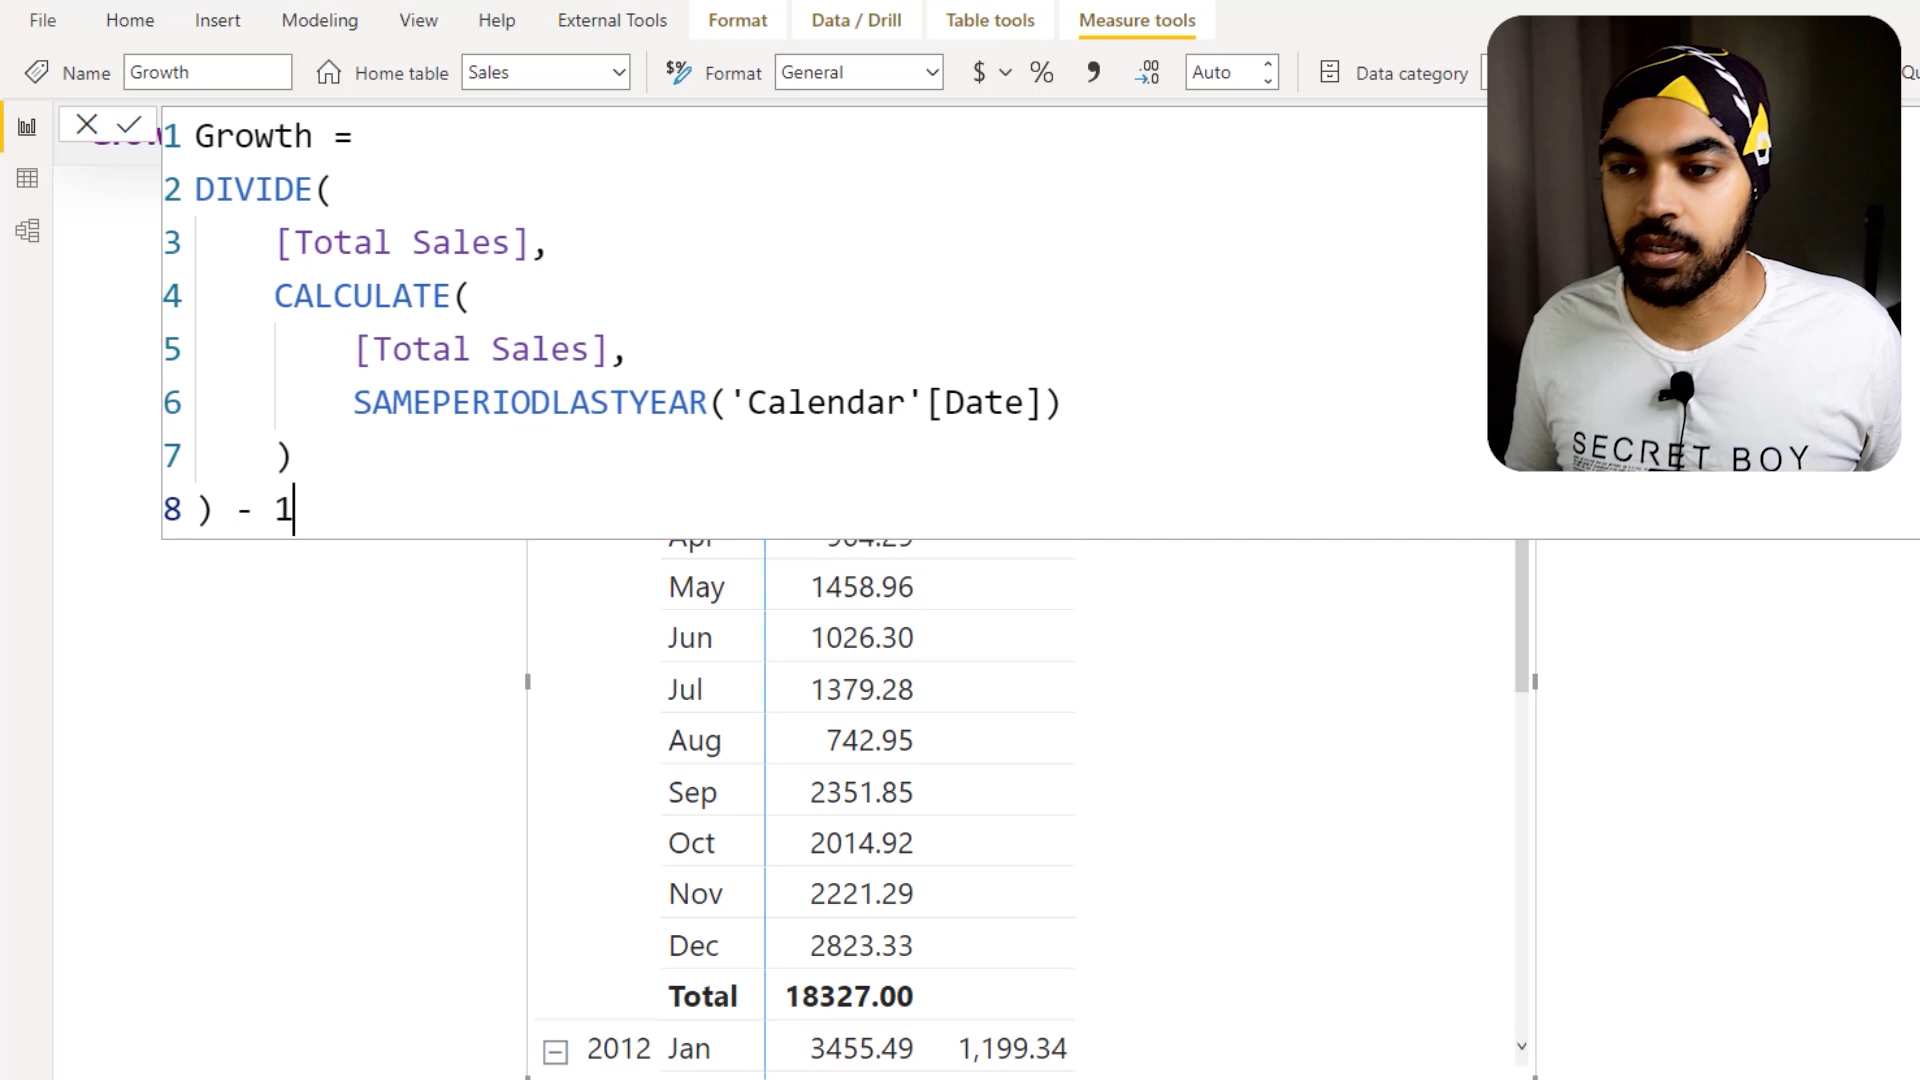 File Home Insert Modeling View Help External Tools Format Data / Drill Table tools Measure tools
Name Growth Home table Sales $% Format General $ % , .00 →.0 Auto Data category Qu
1 Growth =
2 DIVIDE(
3 [Total Sales],
4 CALCULATE(
5 [Total Sales],
6 SAMEPERIODLASTYEAR('Calendar'[Date])
7 )
8 ) - 1
SECRET BOY
May 1458.96
Jun 1026.30
Jul 1379.28
Aug 742.95
Sep 2351.85
Oct 2014.92
Nov 2221.29
Dec 2823.33
Total 18327.00
2012 Jan 3455.49 1,199.34